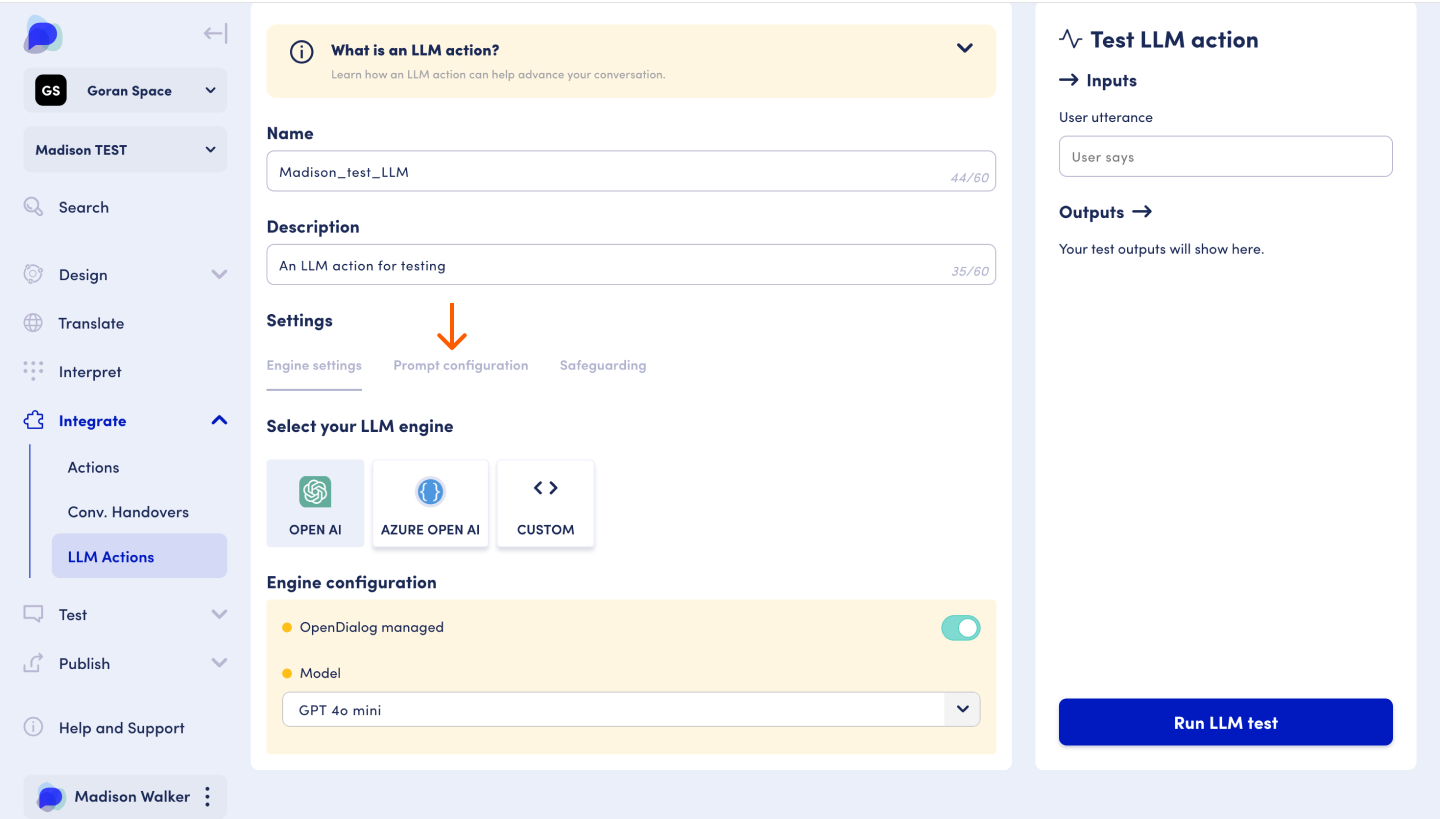 GS
Goran Space
Madison TEST
Search
Design
Translate
Interpret
Integrate
Actions
Conv. Handovers
LLM Actions
Test
Publish
Help and Support
Madison Walker
What is an LLM action?
Learn how an LLM action can help advance your conversation.
Name
Madison_test_LLM
44/60
Description
An LLM action for testing
35/60
Settings
Engine settings Prompt configuration Safeguarding
Select your LLM engine
OPEN AI AZURE OPEN AI CUSTOM
Engine configuration
OpenDialog managed
Model
GPT 4o mini
Test LLM action
Inputs
User utterance
User says
Outputs
Your test outputs will show here.
Run LLM test